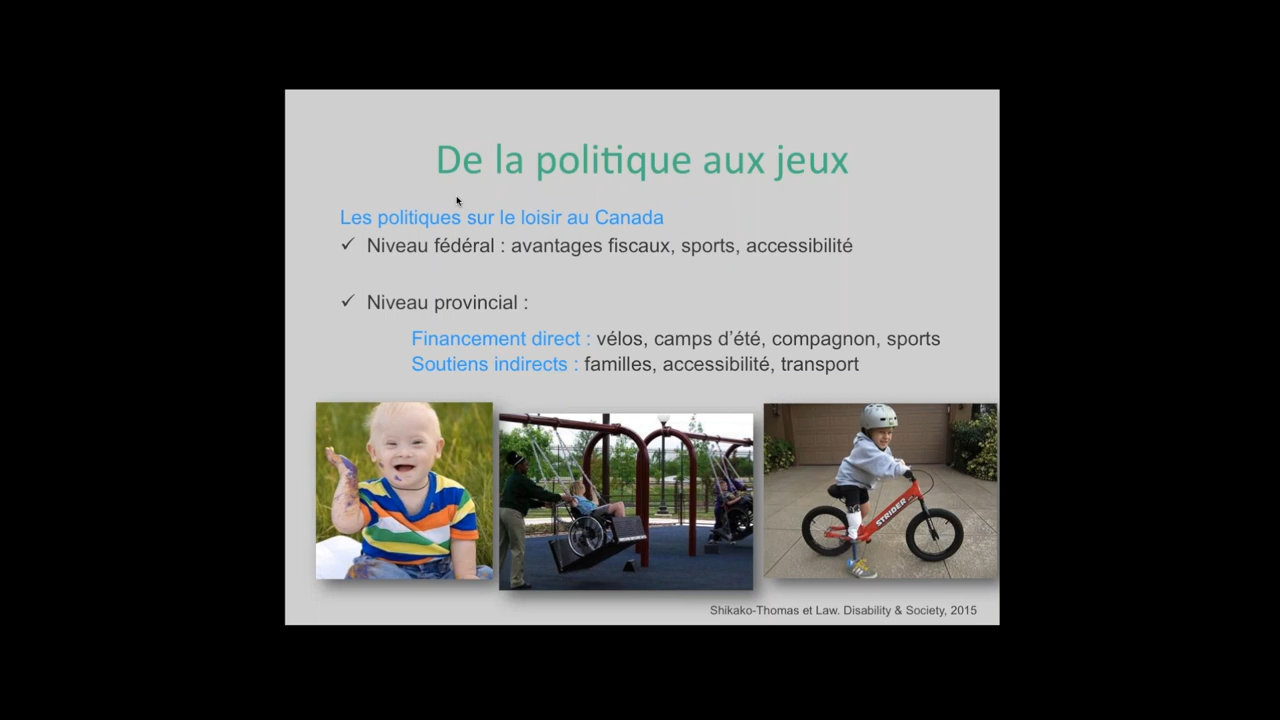 De la politique aux jeux
Les politiques sur le loisir au Canada
✓ Niveau fédéral : avantages fiscaux, sports, accessibilité
✓ Niveau provincial :
Financement direct : vélos, camps d’été, compagnon, sports
Soutiens indirects : familles, accessibilité, transport
STRIDER
Shikako-Thomas et Law. Disability & Society, 2015